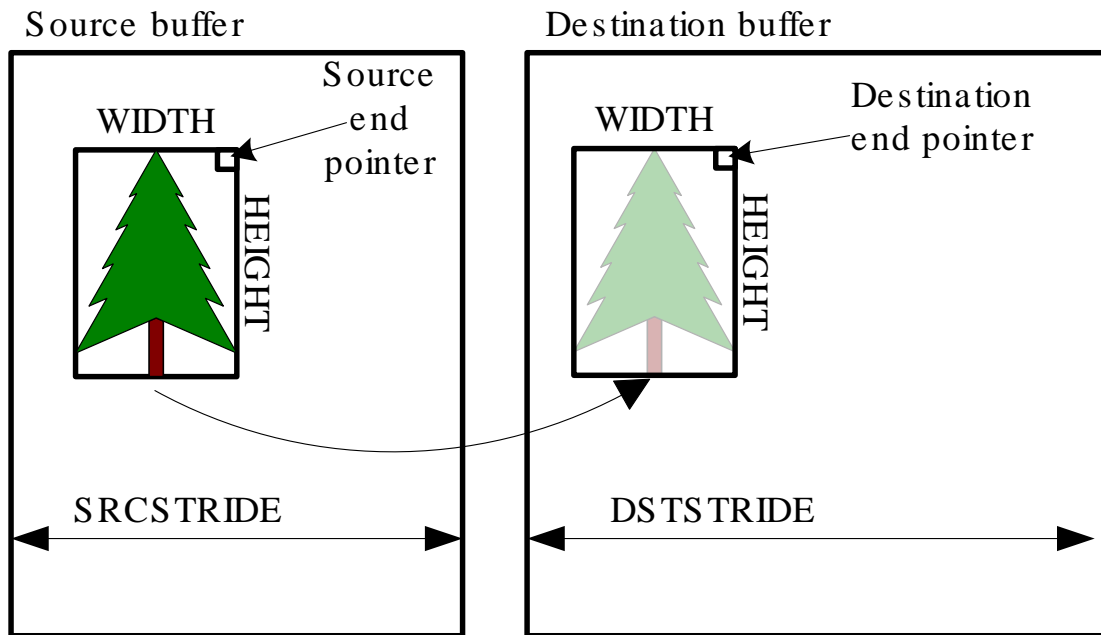 Source buffer
Source
end
pointer
WIDTH
HEIGHT
SRCSTRIDE
Destination buffer
Destination
end pointer
WIDTH
HEIGHT
DSTSTRIDE